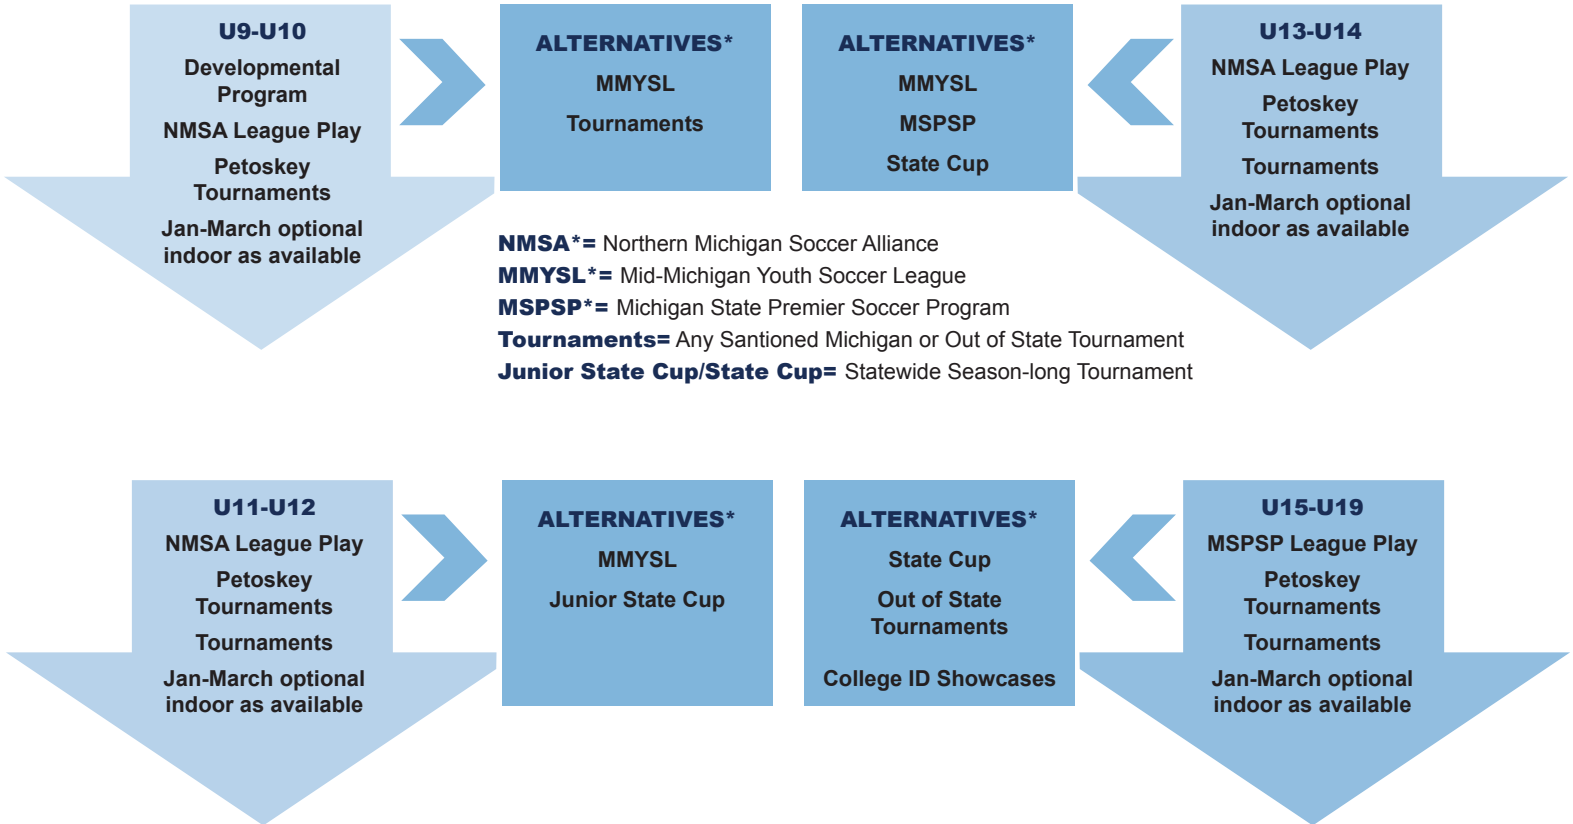 U9-U10
Developmental
Program
NMSA League Play
Petoskey
Tournaments
Jan-March optional
indoor as available
ALTERNATIVES*
MMYSL
Tournaments
ALTERNATIVES*
MMYSL
MSPSP
State Cup
U13-U14
NMSA League Play
Petoskey
Tournaments
Tournaments
Jan-March optional
indoor as available
NMSA*= Northern Michigan Soccer Alliance
MMYSL*= Mid-Michigan Youth Soccer League
MSPSP*= Michigan State Premier Soccer Program
Tournaments= Any Santioned Michigan or Out of State Tournament
Junior State Cup/State Cup= Statewide Season-long Tournament
U11-U12
NMSA League Play
Petoskey
Tournaments
Tournaments
Jan-March optional
indoor as available
ALTERNATIVES*
MMYSL
Junior State Cup
ALTERNATIVES*
State Cup
Out of State
Tournaments
College ID Showcases
U15-U19
MSPSP League Play
Petoskey
Tournaments
Tournaments
Jan-March optional
indoor as available